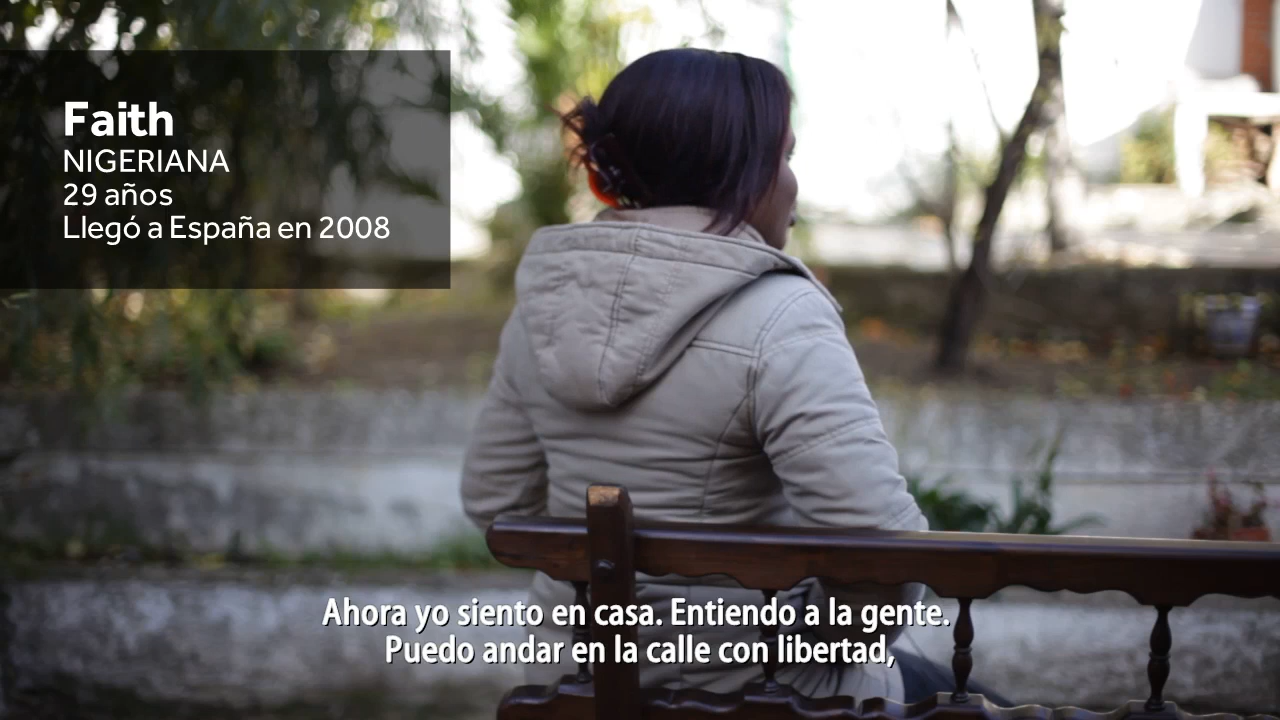 Faith
NIGERIANA
29 años
Llegó a España en 2008
Ahora yo siento en casa. Entiendo a la gente.
Puedo andar en la calle con libertad,